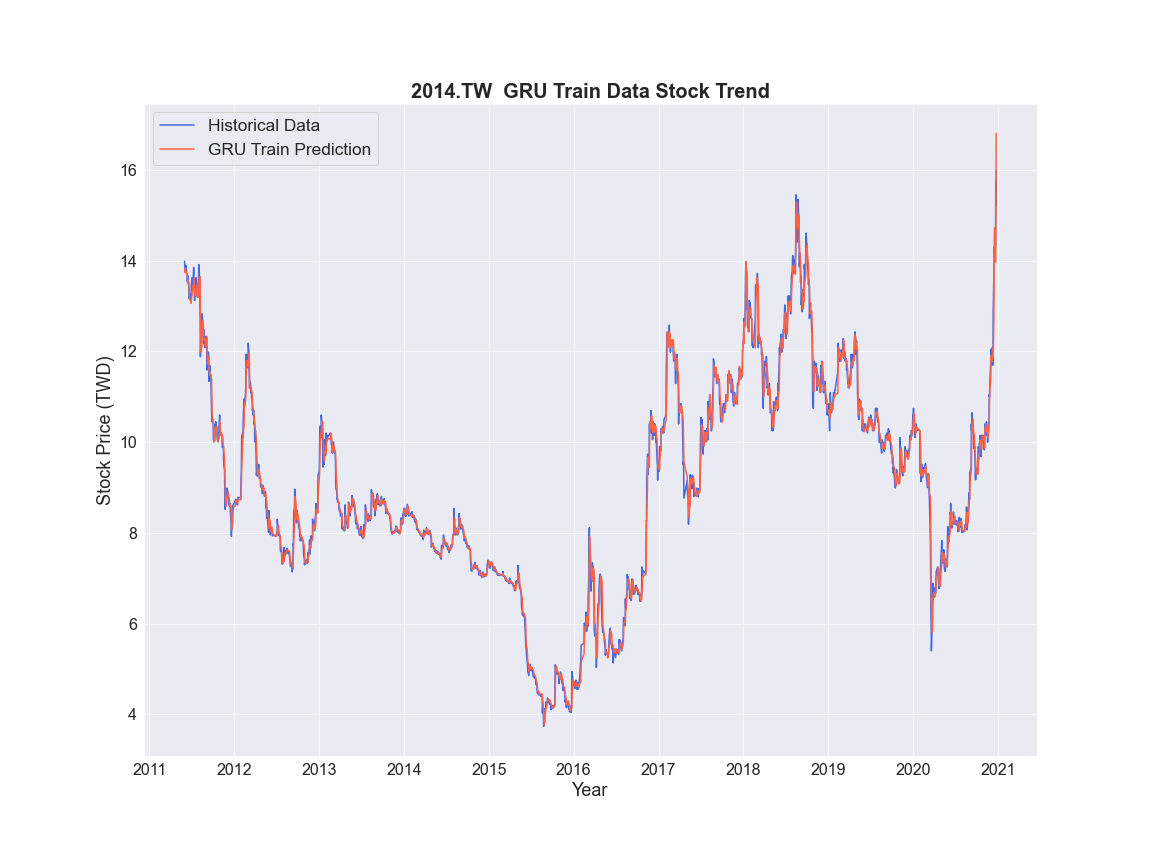 2014.TW  GRU Train Data Stock Trend
Historical Data
GRU Train Prediction
Stock Price (TWD)
16
14
12
10
8
6
4
2011 2012 2013 2014 2015 2016 2017 2018 2019 2020 2021
Year